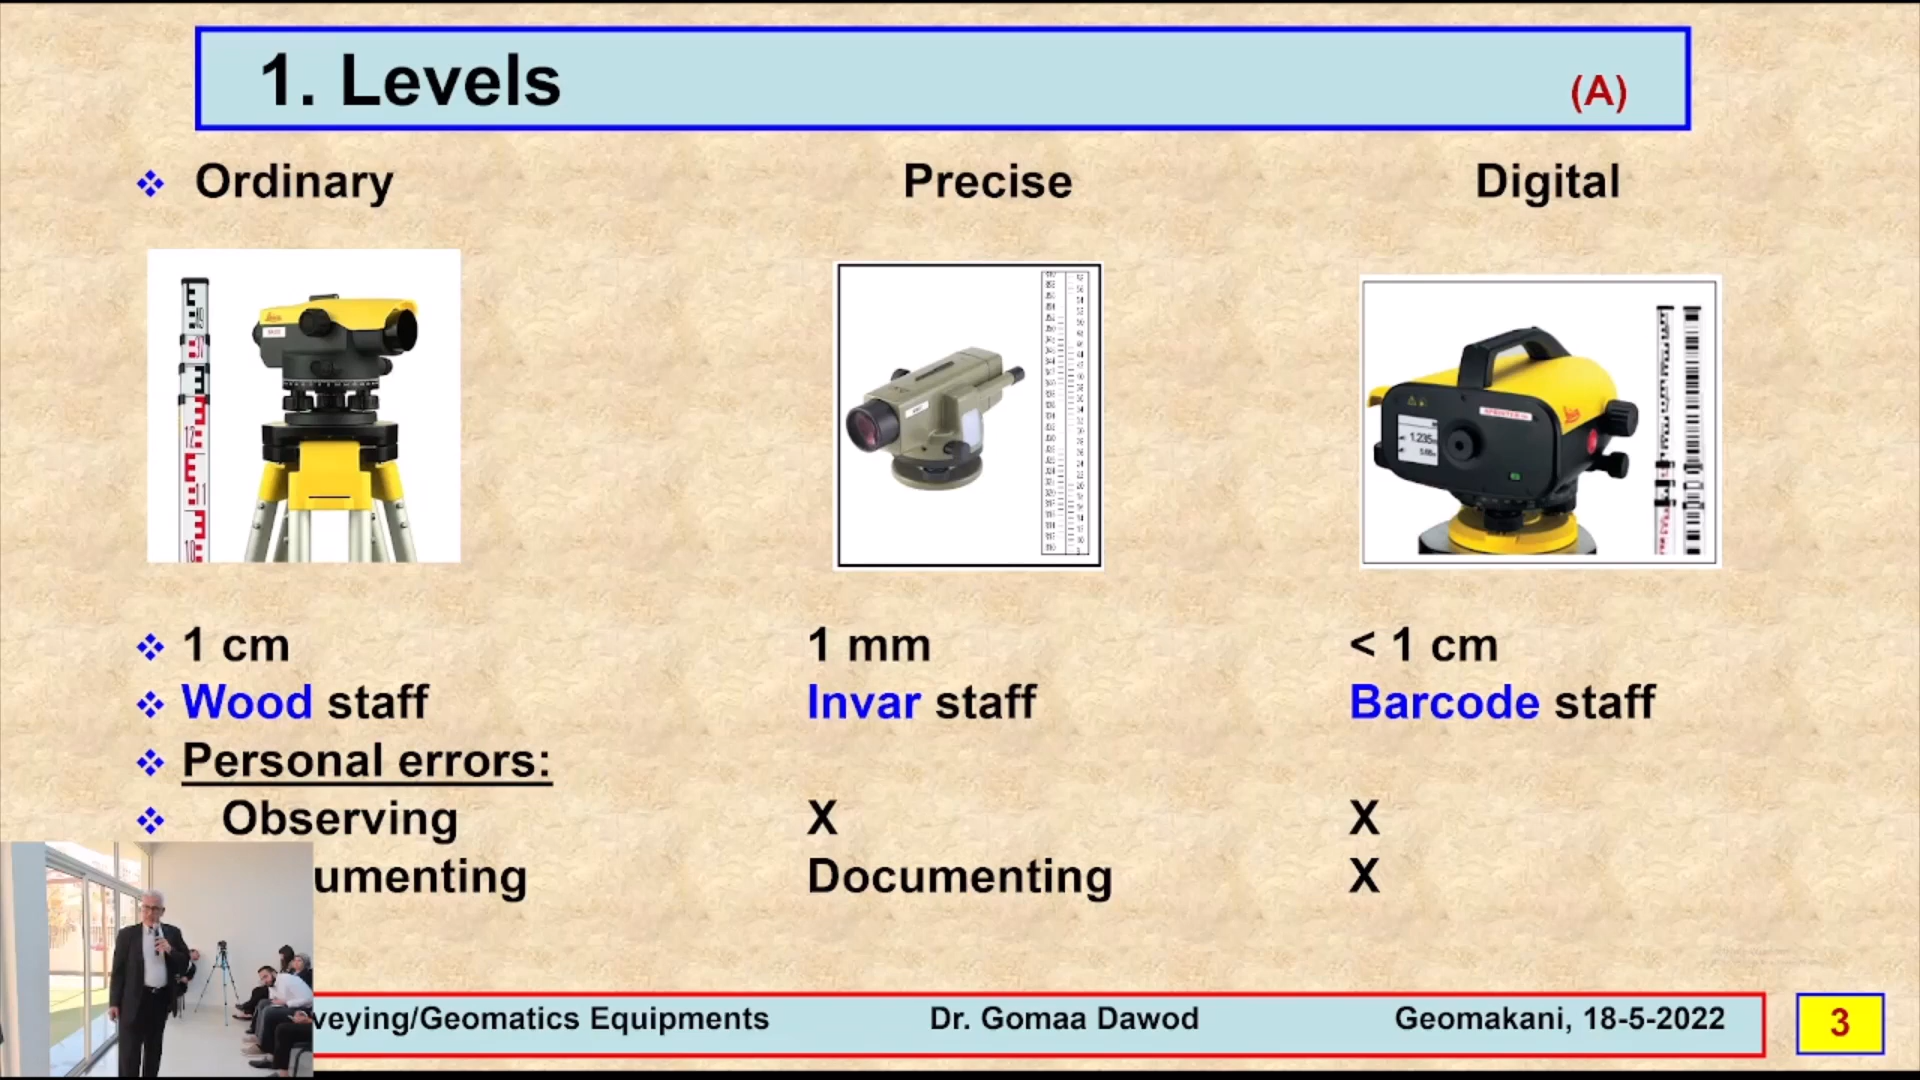 1. Levels (A)
Ordinary Precise Digital
1 cm 1 mm < 1 cm
Wood staff Invar staff Barcode staff
Personal errors:
Observing X X
umenting Documenting X
veying/Geomatics Equipments Dr. Gomaa Dawod Geomakani, 18-5-2022 3